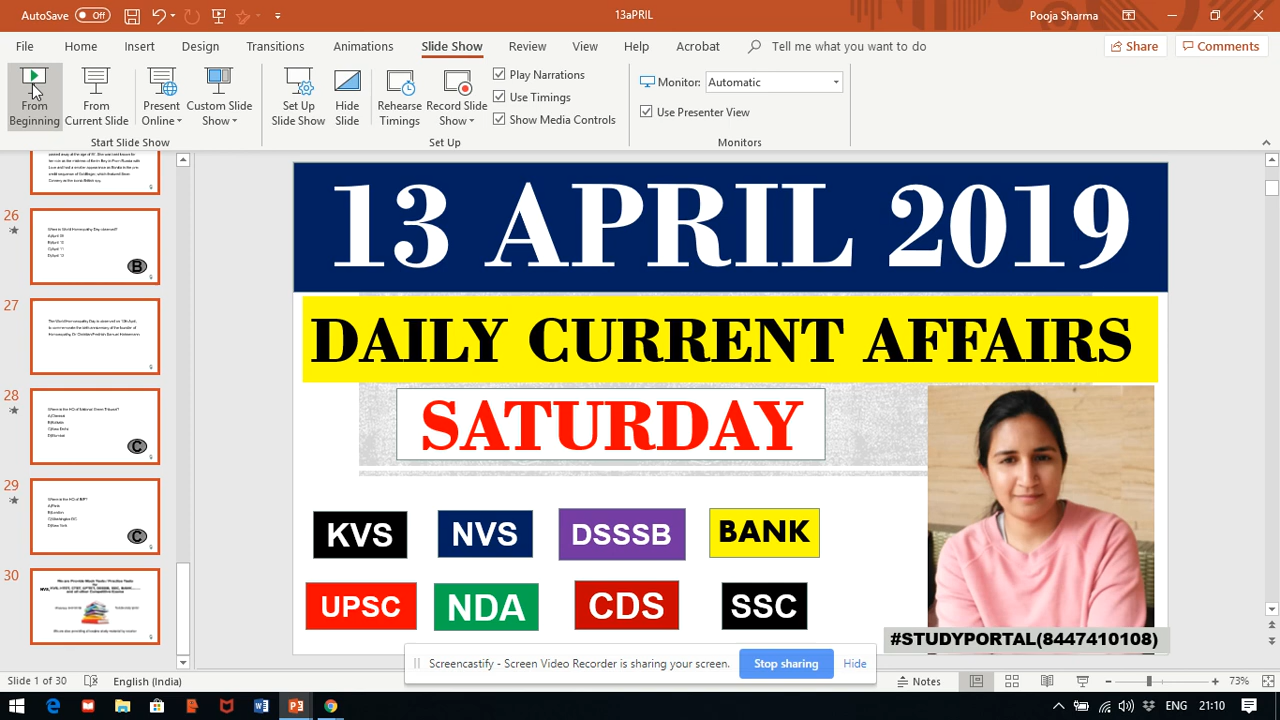 AutoSave Off
13aPRIL
Pooja Sharma
File Home Insert Design Transitions Animations Slide Show Review View Help Acrobat Tell me what you want to do Share Comments
From Beginning
From Current Slide
Present Online
Custom Slide Show
Set Up Slide Show
Hide Slide
Rehearse Timings
Record Slide Show
Play Narrations
Use Timings
Show Media Controls
Monitor: Automatic
Use Presenter View
Start Slide Show
Set Up
Monitors
26
B
27
28
C
29
C
30
13 APRIL 2019
DAILY CURRENT AFFAIRS
SATURDAY
KVS NVS DSSSB BANK
UPSC NDA CDS SSC
#STUDYPORTAL(8447410108)
Screencastify - Screen Video Recorder is sharing your screen. Stop sharing Hide
Slide 1 of 30 English (India) Notes 73%
ENG 21:10